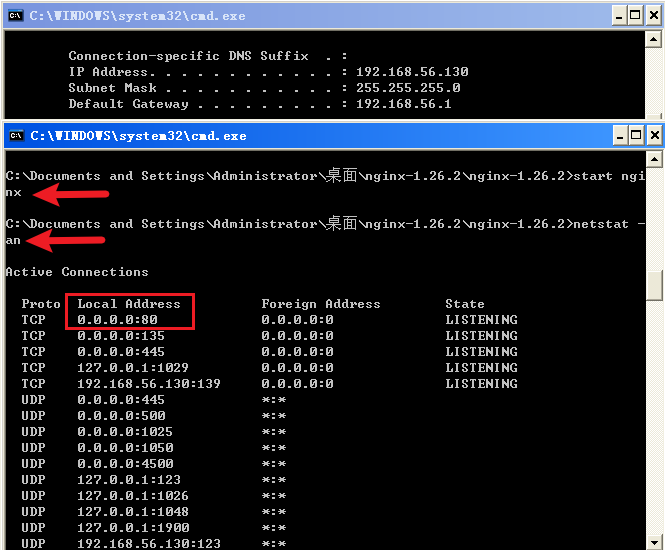 C:\WINDOWS\system32\cmd.exe
Connection-specific DNS Suffix  . :
IP Address. . . . . . . . . . . . : 192.168.56.130
Subnet Mask . . . . . . . . . . . : 255.255.255.0
Default Gateway . . . . . . . . . : 192.168.56.1
C:\WINDOWS\system32\cmd.exe
C:\Documents and Settings\Administrator\桌面\nginx-1.26.2\nginx-1.26.2>start ngi
nx
C:\Documents and Settings\Administrator\桌面\nginx-1.26.2\nginx-1.26.2>netstat -
an
Active Connections
Proto  Local Address          Foreign Address        State
TCP    0.0.0.0:80             0.0.0.0:0              LISTENING
TCP    0.0.0.0:135            0.0.0.0:0              LISTENING
TCP    0.0.0.0:445            0.0.0.0:0              LISTENING
TCP    127.0.0.1:1029         0.0.0.0:0              LISTENING
TCP    192.168.56.130:139     0.0.0.0:0              LISTENING
UDP    0.0.0.0:445            *:*
UDP    0.0.0.0:500            *:*
UDP    0.0.0.0:1025           *:*
UDP    0.0.0.0:1050           *:*
UDP    0.0.0.0:4500           *:*
UDP    127.0.0.1:123          *:*
UDP    127.0.0.1:1026         *:*
UDP    127.0.0.1:1048         *:*
UDP    127.0.0.1:1900         *:*
UDP    192.168.56.130:123     *:*